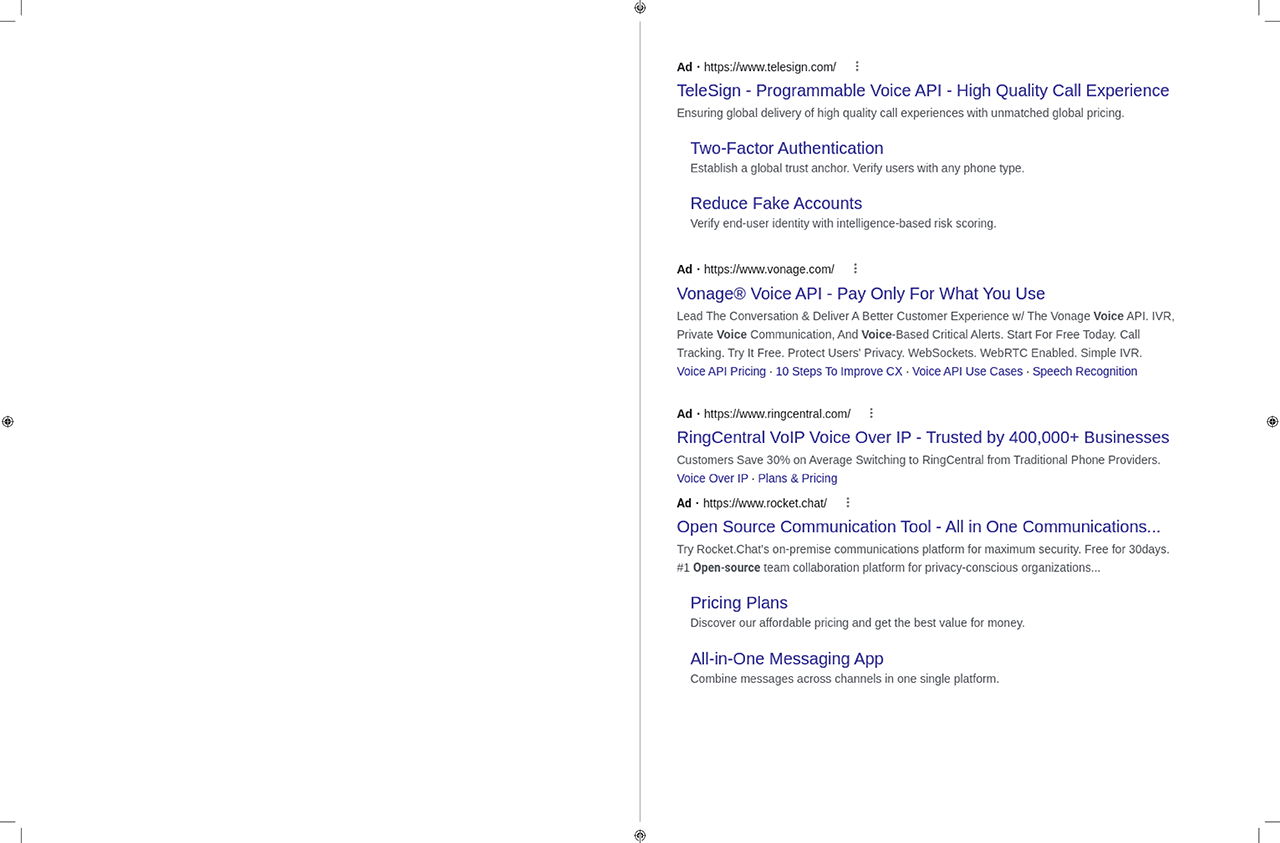 Ad · https://www.telesign.com/
TeleSign - Programmable Voice API - High Quality Call Experience
Ensuring global delivery of high quality call experiences with unmatched global pricing.
Two-Factor Authentication
Establish a global trust anchor. Verify users with any phone type.
Reduce Fake Accounts
Verify end-user identity with intelligence-based risk scoring.
Ad · https://www.vonage.com/
Vonage® Voice API - Pay Only For What You Use
Lead The Conversation & Deliver A Better Customer Experience w/ The Vonage Voice API. IVR,
Private Voice Communication, And Voice-Based Critical Alerts. Start For Free Today. Call
Tracking. Try It Free. Protect Users' Privacy. WebSockets. WebRTC Enabled. Simple IVR.
Voice API Pricing · 10 Steps To Improve CX · Voice API Use Cases · Speech Recognition
Ad · https://www.ringcentral.com/
RingCentral VoIP Voice Over IP - Trusted by 400,000+ Businesses
Customers Save 30% on Average Switching to RingCentral from Traditional Phone Providers.
Voice Over IP · Plans & Pricing
Ad · https://www.rocket.chat/
Open Source Communication Tool - All in One Communications...
Try Rocket.Chat's on-premise communications platform for maximum security. Free for 30days.
#1 Open-source team collaboration platform for privacy-conscious organizations...
Pricing Plans
Discover our affordable pricing and get the best value for money.
All-in-One Messaging App
Combine messages across channels in one single platform.